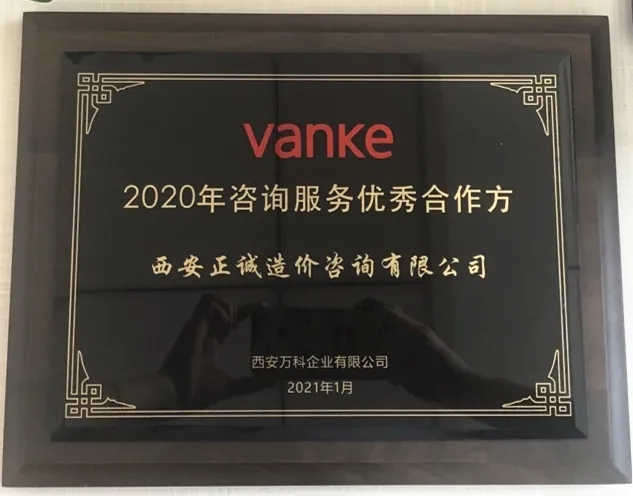 vanke
2020年咨询服务优秀合作方
西安正诚造价咨询有限公司
西安万科企业有限公司
2021年1月